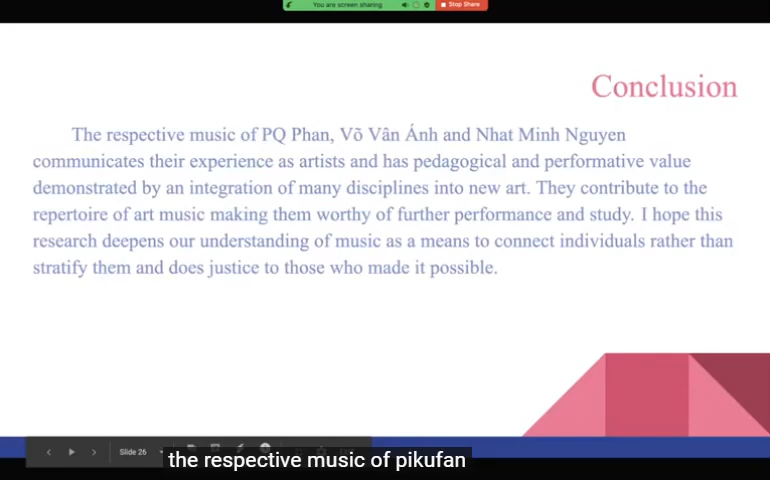 You are screen sharing
Stop Share
Conclusion
The respective music of PQ Phan, Võ Vân Ánh and Nhat Minh Nguyen
communicates their experience as artists and has pedagogical and performative value
demonstrated by an integration of many disciplines into new art. They contribute to the
repertoire of art music making them worthy of further performance and study. I hope this
research deepens our understanding of music as a means to connect individuals rather than
stratify them and does justice to those who made it possible.
Slide 26
the respective music of pikufan